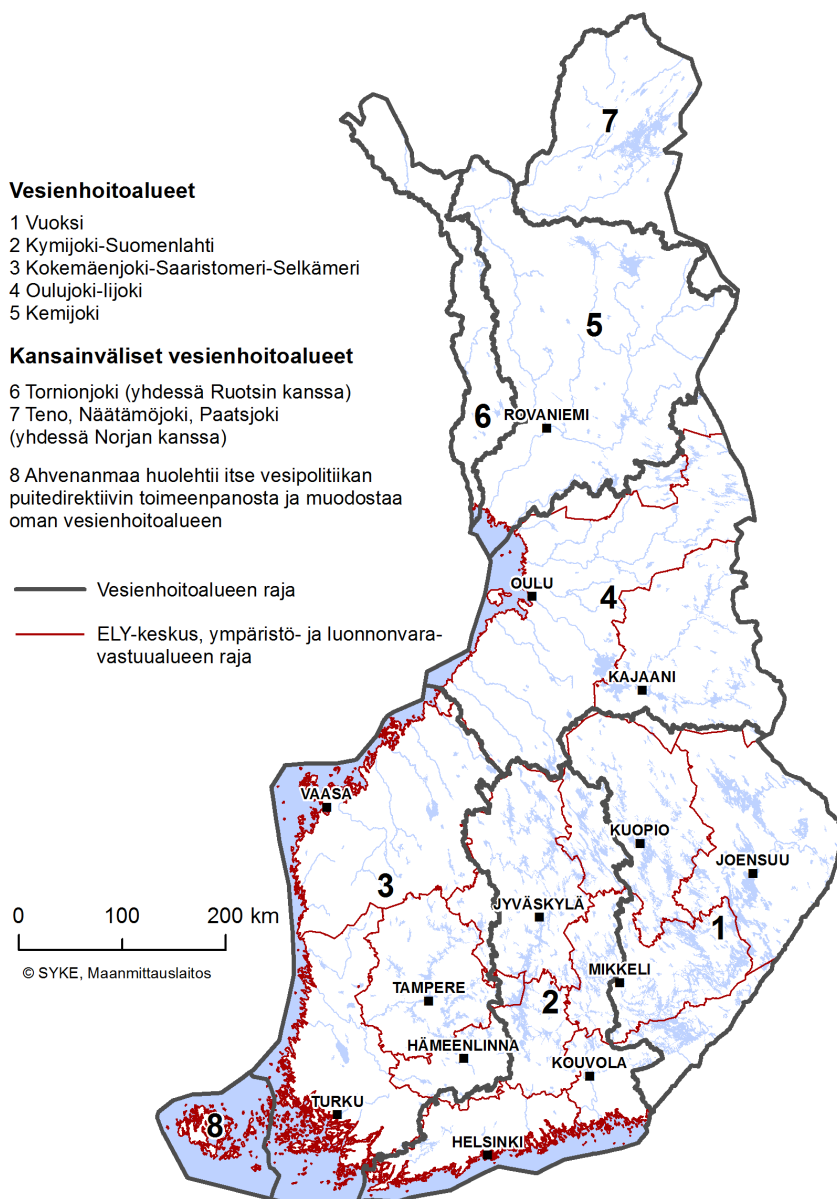 Vesienhoitoalueet
1 Vuoksi
2 Kymijoki-Suomenlahti
3 Kokemäenjoki-Saaristomeri-Selkämeri
4 Oulujoki-Iijoki
5 Kemijoki
Kansainväliset vesienhoitoalueet
6 Tornionjoki (yhdessä Ruotsin kanssa)
7 Teno, Näätämöjoki, Paatsjoki
(yhdessä Norjan kanssa)
8 Ahvenanmaa huolehtii itse vesipolitiikan
puitedirektiivin toimeenpanosta ja muodostaa
oman vesienhoitoalueen
Vesienhoitoalueen raja
ELY-keskus, ympäristö- ja luonnonvara-
vastuualueen raja
0 100 200 km
© SYKE, Maanmittauslaitos
7
5
6
ROVANIEMI
OULU
4
KAJAANI
VAASA
KUOPIO
JOENSUU
3
JYVÄSKYLÄ
1
MIKKELI
TAMPERE
2
HÄMEENLINNA
KOUVOLA
TURKU
8
HELSINKI